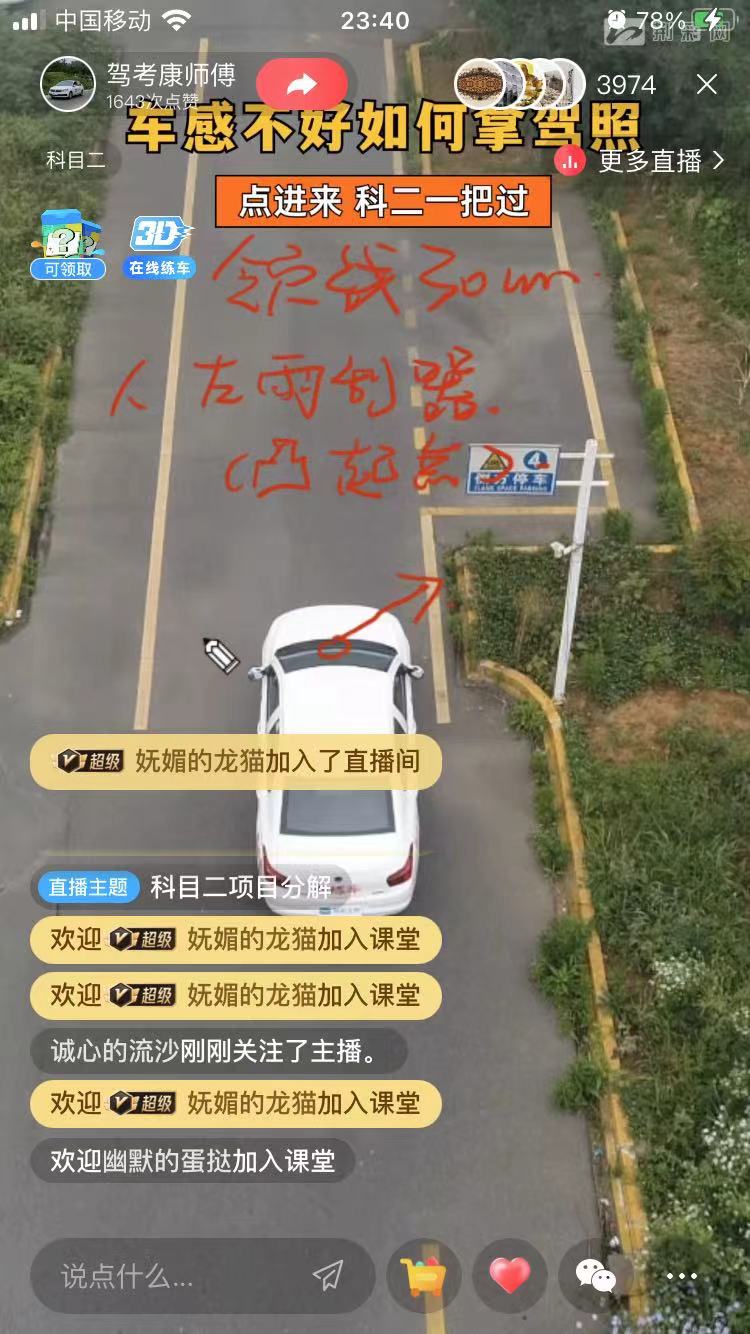 中国移动
23:40
78%
驾考康师傅
1643次点赞
3974
车感不好如何拿驾照
科目二
更多直播
点进来 科二一把过
可领取
3D
在线练车
30cm
人 左雨刮器
(凸起点)
4
停车
V超级 妩媚的龙猫加入了直播间
直播主题 科目二项目分解
欢迎 V超级 妩媚的龙猫加入课堂
欢迎 V超级 妩媚的龙猫加入课堂
诚心的流沙刚刚关注了主播。
欢迎 V超级 妩媚的龙猫加入课堂
欢迎幽默的蛋挞加入课堂
说点什么...